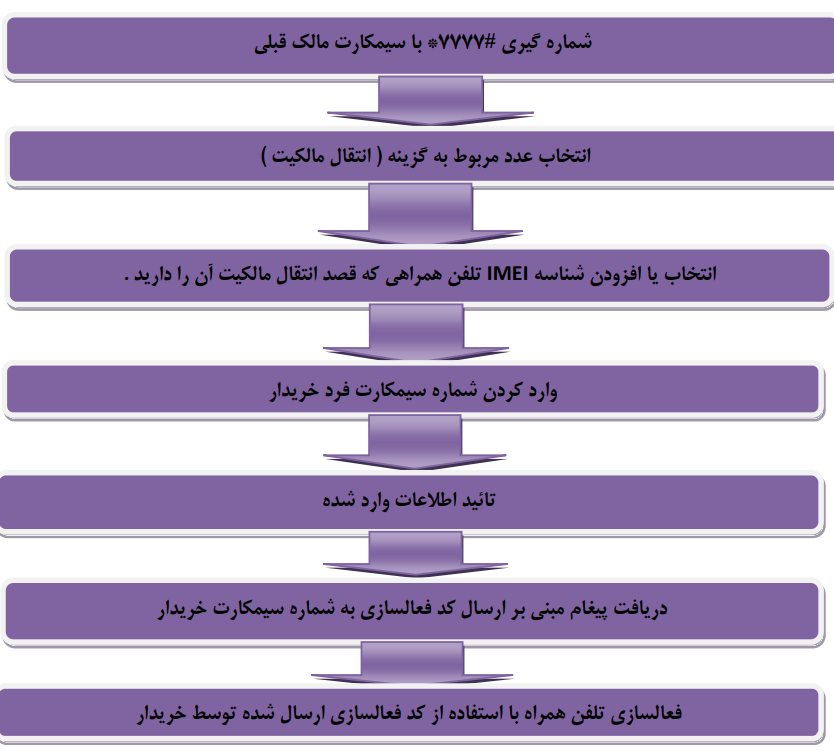 شماره گیری #۷۷۷۷* با سیمکارت مالک قبلی
انتخاب عدد مربوط به گزینه ( انتقال مالکیت )
انتخاب یا افزودن شناسه IMEI تلفن همراهی که قصد انتقال مالکیت آن را دارید .
وارد کردن شماره سیمکارت فرد خریدار
تائید اطلاعات وارد شده
دریافت پیغام مبنی بر ارسال کد فعالسازی به شماره سیمکارت خریدار
فعالسازی تلفن همراه با استفاده از کد فعالسازی ارسال شده توسط خریدار